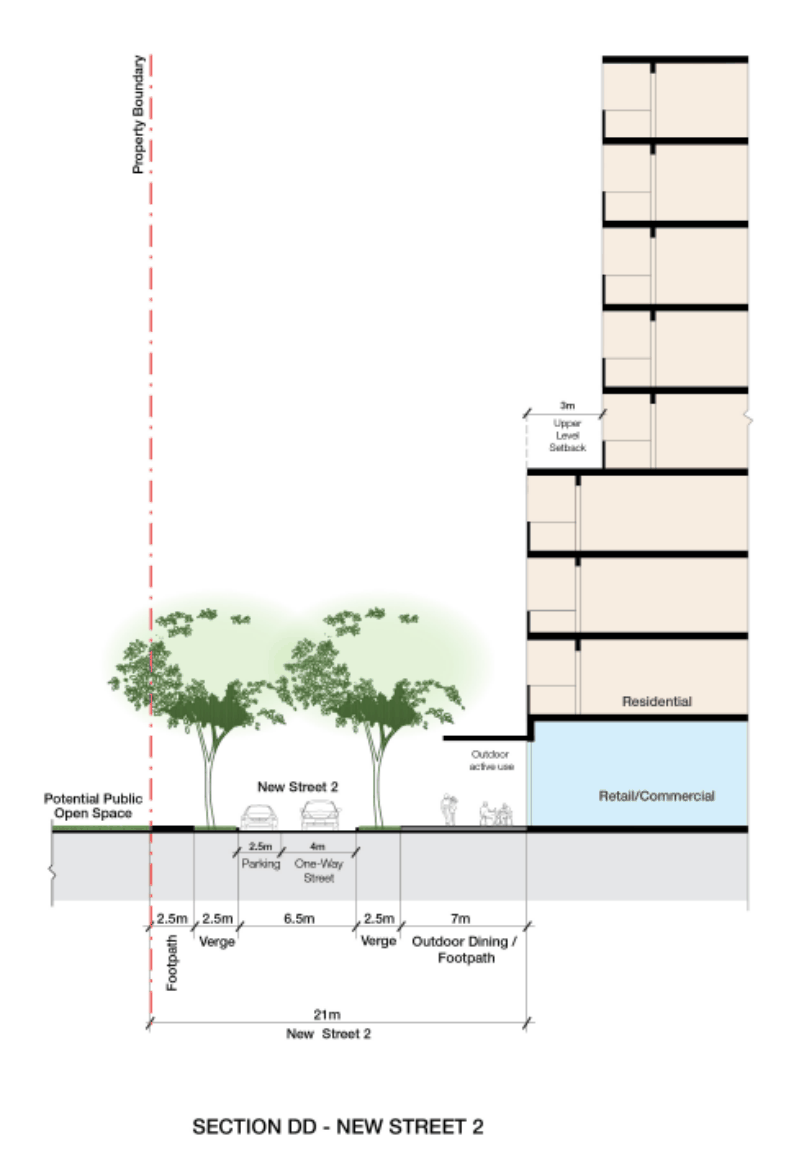 Property Boundary
3m
Upper
Level
Setback
Residential
Outdoor
active use
New Street 2
Retail/Commercial
Potential Public
Open Space
2.5m
4m
Parking
One-Way
Street
2.5m
2.5m
6.5m
2.5m
7m
Footpath
Verge
Verge
Outdoor Dining /
Footpath
21m
New Street 2
SECTION DD - NEW STREET 2